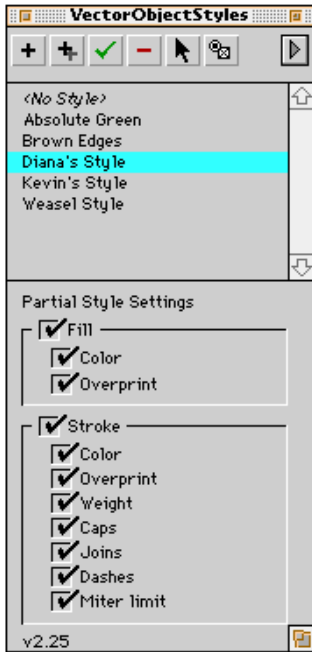 VectorObjectStyles
<No Style>
Absolute Green
Brown Edges
Diana's Style
Kevin's Style
Weasel Style
Partial Style Settings
Fill
Color
Overprint
Stroke
Color
Overprint
Weight
Caps
Joins
Dashes
Miter limit
v2.25